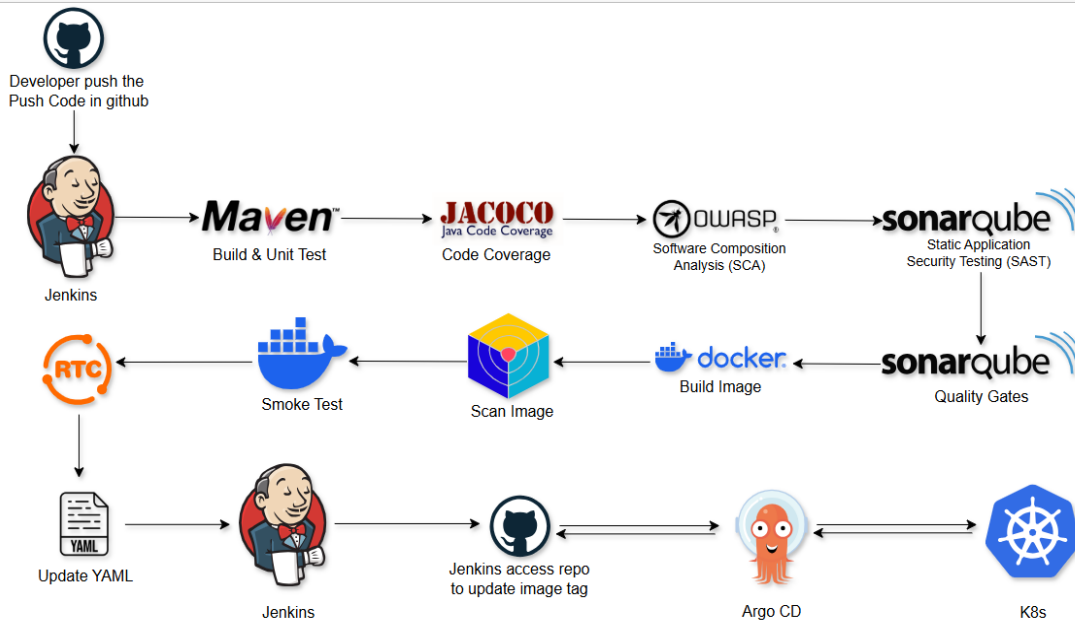 Developer push the
Push Code in github
Maven™
Build & Unit Test
JACOCO
Java Code Coverage
Code Coverage
OWASP®
Software Composition
Analysis (SCA)
sonarqube
Static Application
Security Testing (SAST)
Jenkins
RTC
Smoke Test
Scan Image
docker
Build Image
sonarqube
Quality Gates
YAML
Update YAML
Jenkins
Jenkins access repo
to update image tag
Argo CD
K8s